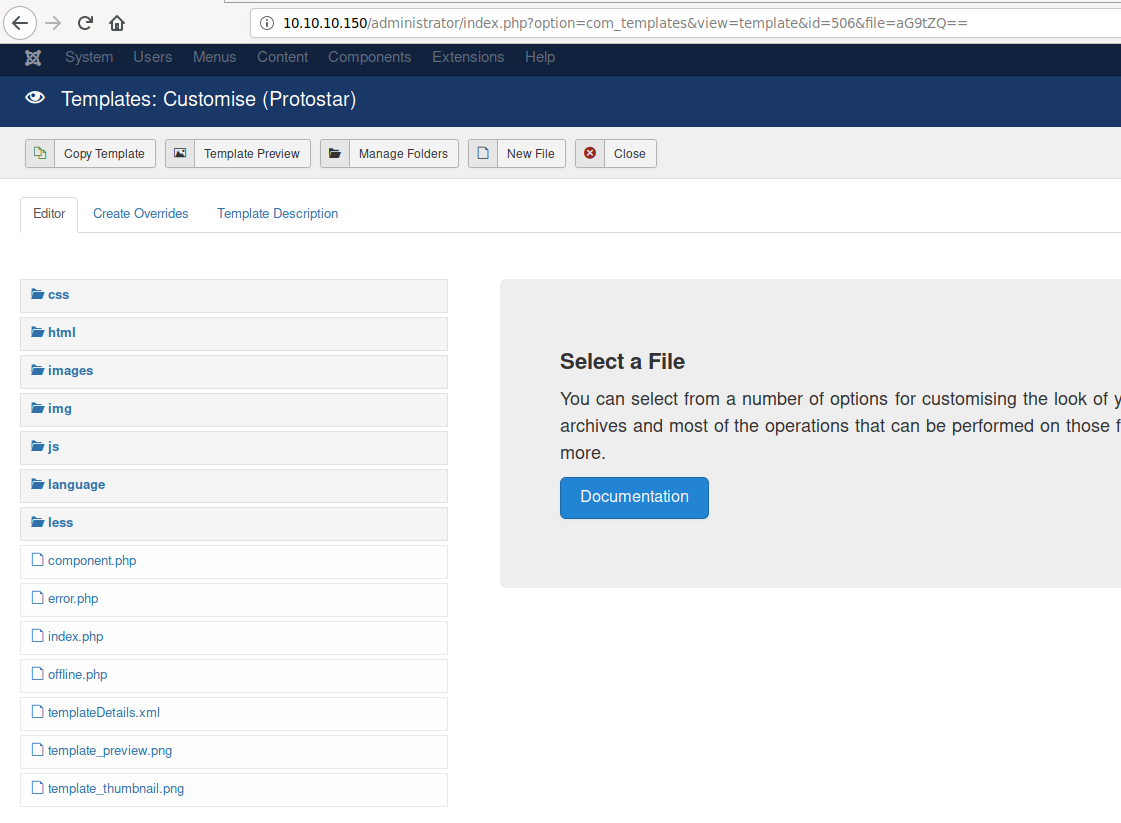 10.10.10.150/administrator/index.php?option=com_templates&view=template&id=506&file=aG9tZQ==
System Users Menus Content Components Extensions Help
Templates: Customise (Protostar)
Copy Template Template Preview Manage Folders New File Close
Editor Create Overrides Template Description
css
html
images
img
js
language
less
component.php
error.php
index.php
offline.php
templateDetails.xml
template_preview.png
template_thumbnail.png
Select a File
You can select from a number of options for customising the look of
archives and most of the operations that can be performed on those
more.
Documentation